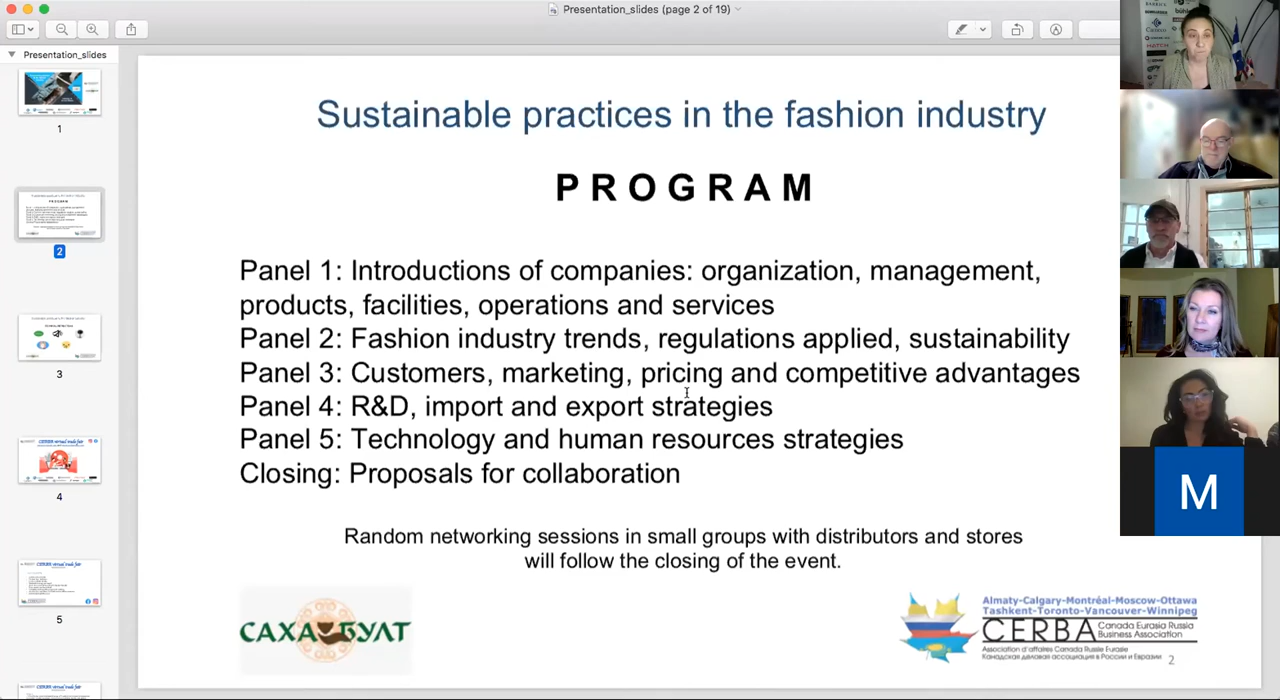 Presentation_slides (page 2 of 19)
Presentation_slides
1
2
3
4
5
Sustainable practices in the fashion industry
PROGRAM
Panel 1: Introductions of companies: organization, management,
products, facilities, operations and services
Panel 2: Fashion industry trends, regulations applied, sustainability
Panel 3: Customers, marketing, pricing and competitive advantages
Panel 4: R&D, import and export strategies
Panel 5: Technology and human resources strategies
Closing: Proposals for collaboration
Random networking sessions in small groups with distributors and stores
will follow the closing of the event.
САХА БУЛТ
Almaty-Calgary-Montréal-Moscow-Ottawa
Tashkent-Toronto-Vancouver-Winnipeg
CERBA Canada Eurasia Russia
Business Association
Association d'affaires Canada Russie Eurasie
Канадская деловая ассоциация в России и Евразии
2
M